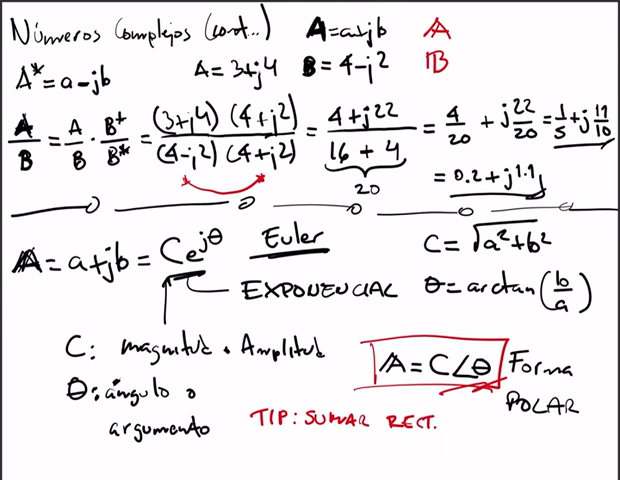 Números Complejos (cont...) A=a+jb A
A*=a-jb A=3+j4 B=4-j2 B
A/B = A/B · B*/B* = (3+j4)(4+j2)/(4-j2)(4+j2) = 4+j22/16+4 = 4/20 + j22/20 = 1/5 + j11/10
20 = 0.2+j1.1
A=a+jb=Ce^jθ Euler C=√a²+b²
EXPONENCIAL θ=arctan(b/a)
C: magnitud o Amplitud
A=C∠θ Forma
θ: ángulo o POLAR
argumento TIP: SUMAR RECT.